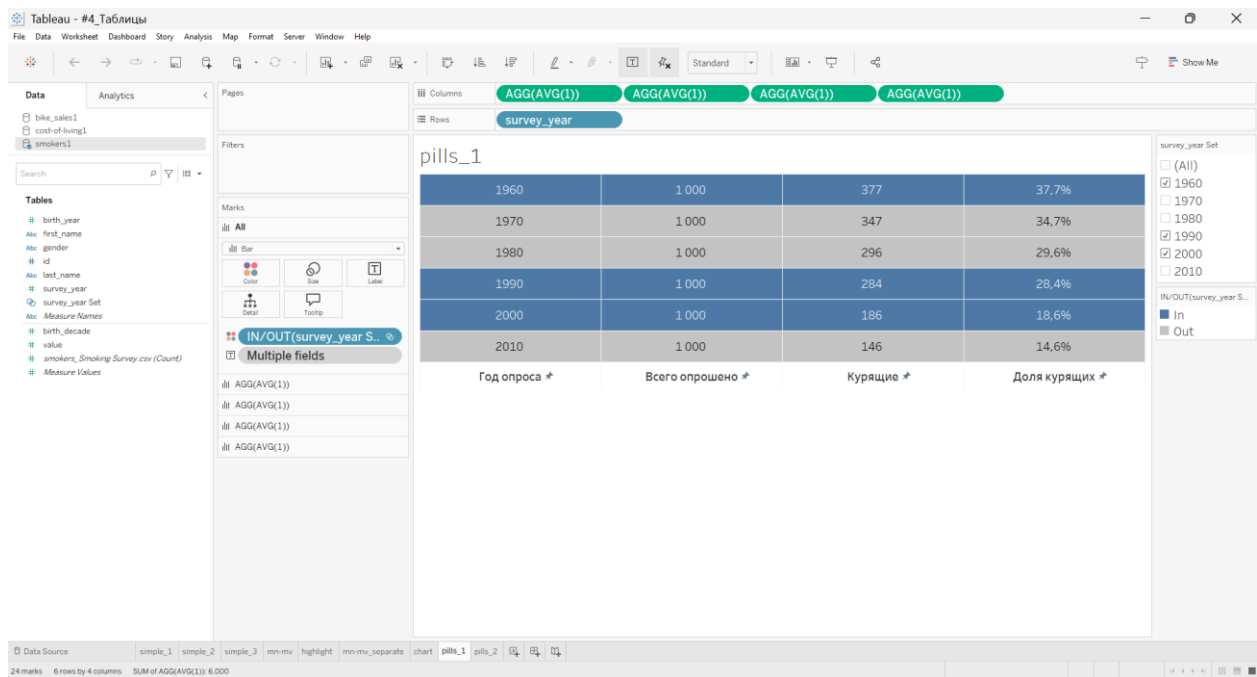 Tableau - #4_Таблицы
File Data Worksheet Dashboard Story Analysis Map Format Server Window Help
Standard
Show Me
Data Analytics
bike_sales1
cost-of-living1
smokers1
Search
Tables
# birth_year
Abc first_name
Abc gender
# id
Abc last_name
# survey_year
survey_year Set
Abc Measure Names
# birth_decade
# value
# smokers_Smoking Survey.csv (Count)
# Measure Values
Pages
Filters
Marks
All
Bar
Color Size Label
Detail Tooltip
IN/OUT(survey_year S..
Multiple fields
AGG(AVG(1))
AGG(AVG(1))
AGG(AVG(1))
AGG(AVG(1))
Columns AGG(AVG(1)) AGG(AVG(1)) AGG(AVG(1)) AGG(AVG(1))
Rows survey_year
pills_1
1960 1 000 377 37,7%
1970 1 000 347 34,7%
1980 1 000 296 29,6%
1990 1 000 284 28,4%
2000 1 000 186 18,6%
2010 1 000 146 14,6%
Год опроса Всего опрошено Курящие Доля курящих
survey_year Set
(All)
1960
1970
1980
1990
2000
2010
IN/OUT(survey_year S...
In
Out
Data Source simple_1 simple_2 simple_3 mn-mv highlight mn-mv_separate chart pills_1 pills_2
24 marks 6 rows by 4 columns SUM of AGG(AVG(1)): 6,000